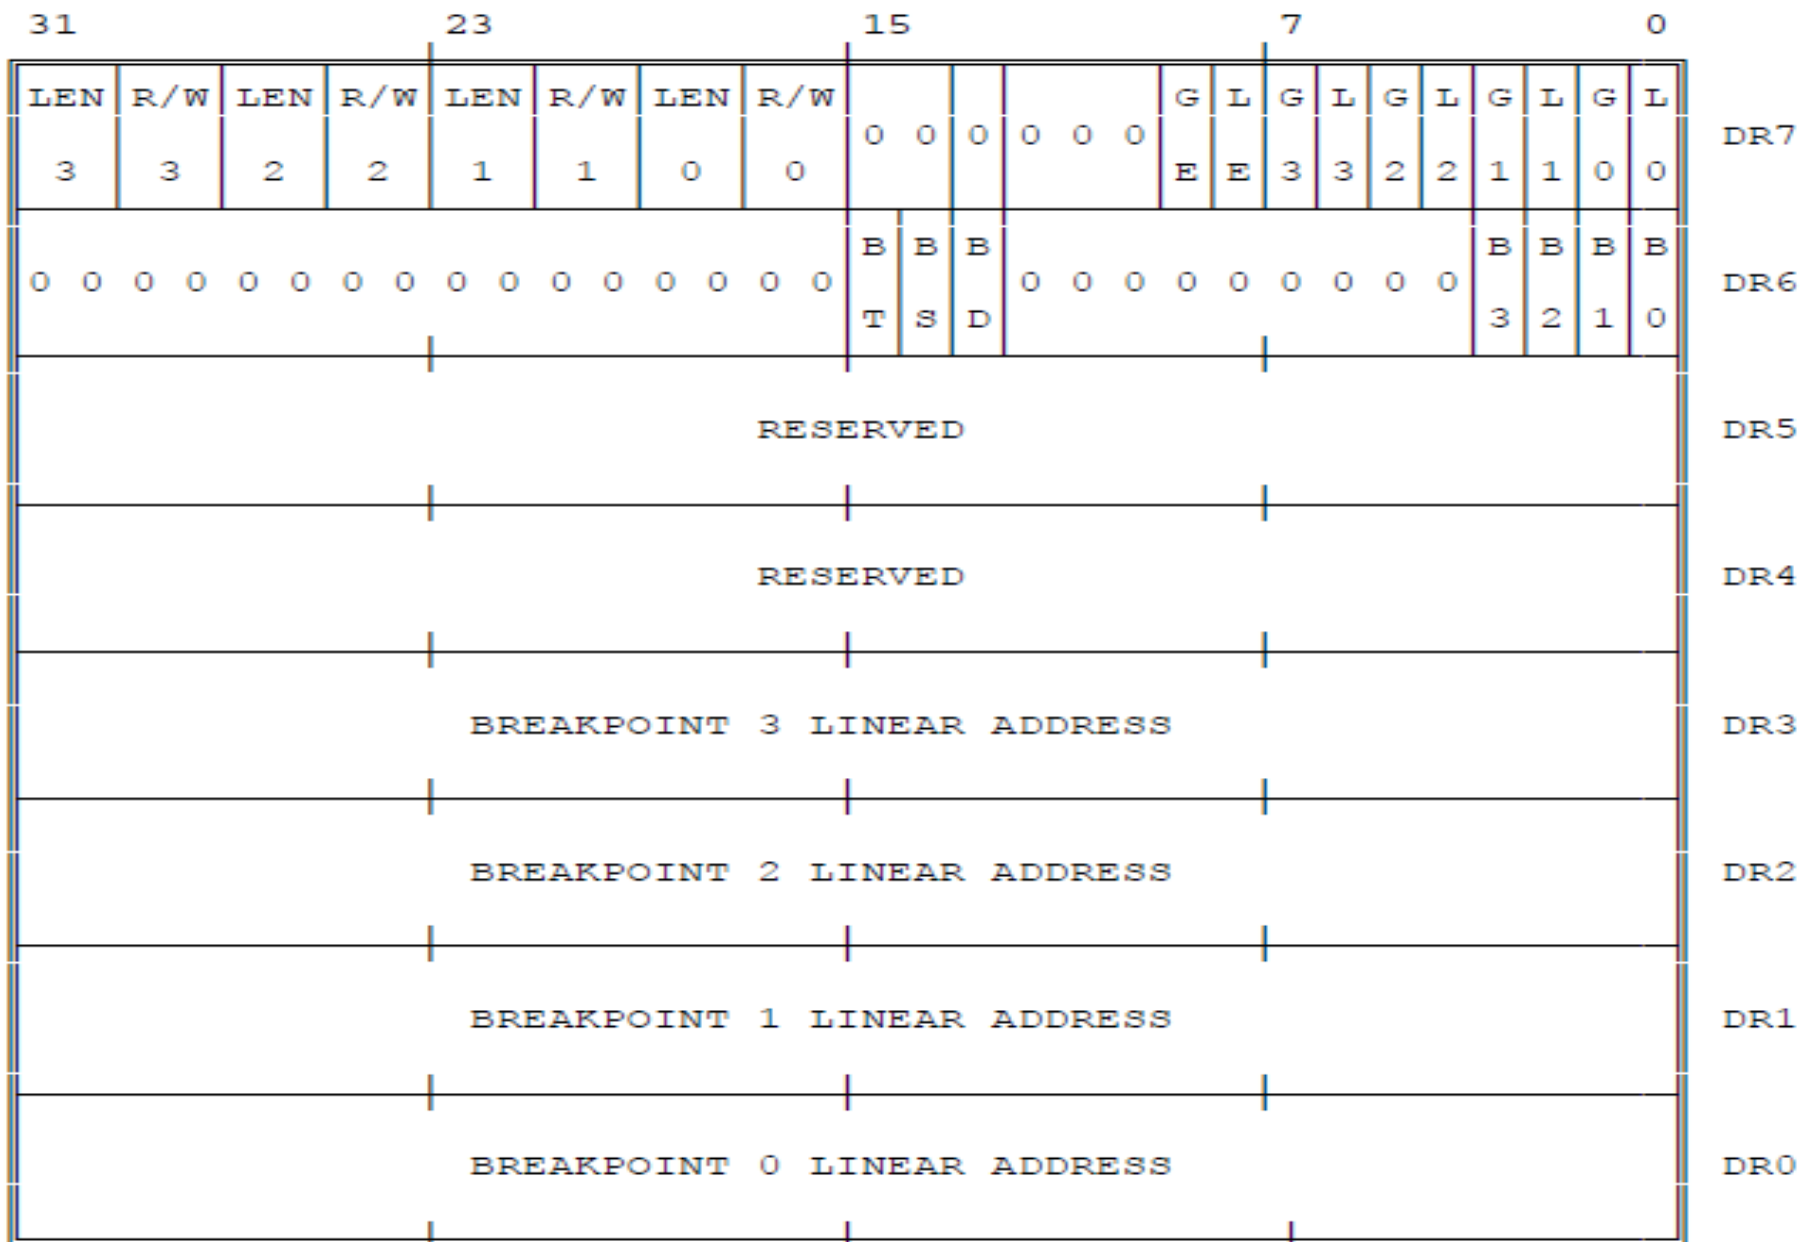 31 23 15 7 0
LEN R/W LEN R/W LEN R/W LEN R/W G L G L G L G L G L
0 0 0 0 0 0 DR7
3 3 2 2 1 1 0 0 E E 3 3 2 2 1 1 0 0
B B B B B B B
0 0 0 0 0 0 0 0 0 0 0 0 0 0 0 0 0 0 0 0 0 0 0 0 0 DR6
T S D 3 2 1 0
RESERVED DR5
RESERVED DR4
BREAKPOINT 3 LINEAR ADDRESS DR3
BREAKPOINT 2 LINEAR ADDRESS DR2
BREAKPOINT 1 LINEAR ADDRESS DR1
BREAKPOINT 0 LINEAR ADDRESS DR0